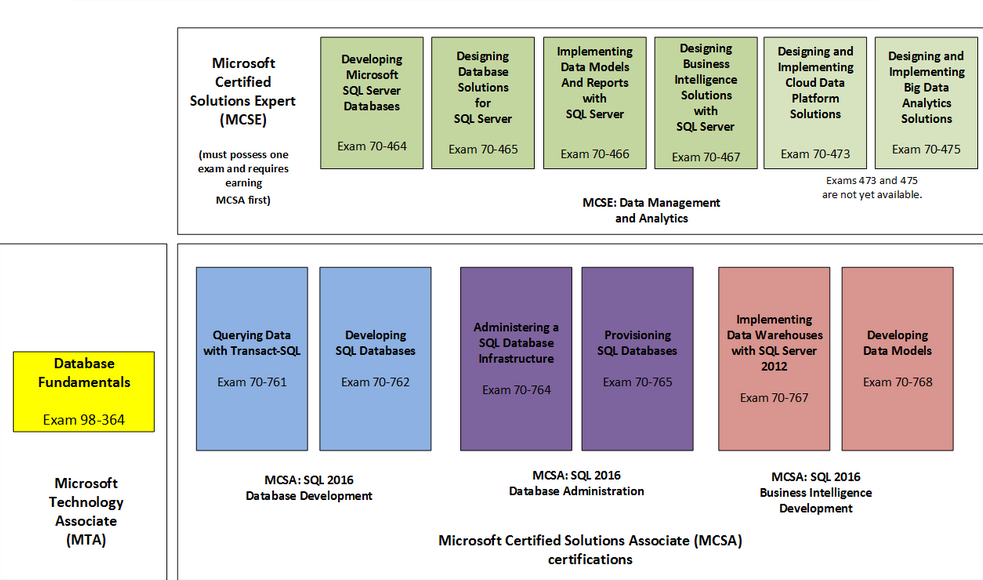 Microsoft
Certified
Solutions Expert
(MCSE)
(must possess one
exam and requires
earning
MCSA first)
Developing
Microsoft
SQL Server
Databases
Exam 70-464
Designing
Database
Solutions
for
SQL Server
Exam 70-465
Implementing
Data Models
And Reports
with
SQL Server
Exam 70-466
Designing
Business
Intelligence
Solutions
with
SQL Server
Exam 70-467
Designing and
Implementing
Cloud Data
Platform
Solutions
Exam 70-473
Designing and
Implementing
Big Data
Analytics
Solutions
Exam 70-475
Exams 473 and 475
are not yet available.
MCSE: Data Management
and Analytics
Database
Fundamentals
Exam 98-364
Microsoft
Technology
Associate
(MTA)
Querying Data
with Transact-SQL
Exam 70-761
Developing
SQL Databases
Exam 70-762
MCSA: SQL 2016
Database Development
Administering a
SQL Database
Infrastructure
Exam 70-764
Provisioning
SQL Databases
Exam 70-765
MCSA: SQL 2016
Database Administration
Implementing
Data Warehouses
with SQL Server
2012
Exam 70-767
Developing
Data Models
Exam 70-768
MCSA: SQL 2016
Business Intelligence
Development
Microsoft Certified Solutions Associate (MCSA)
certifications